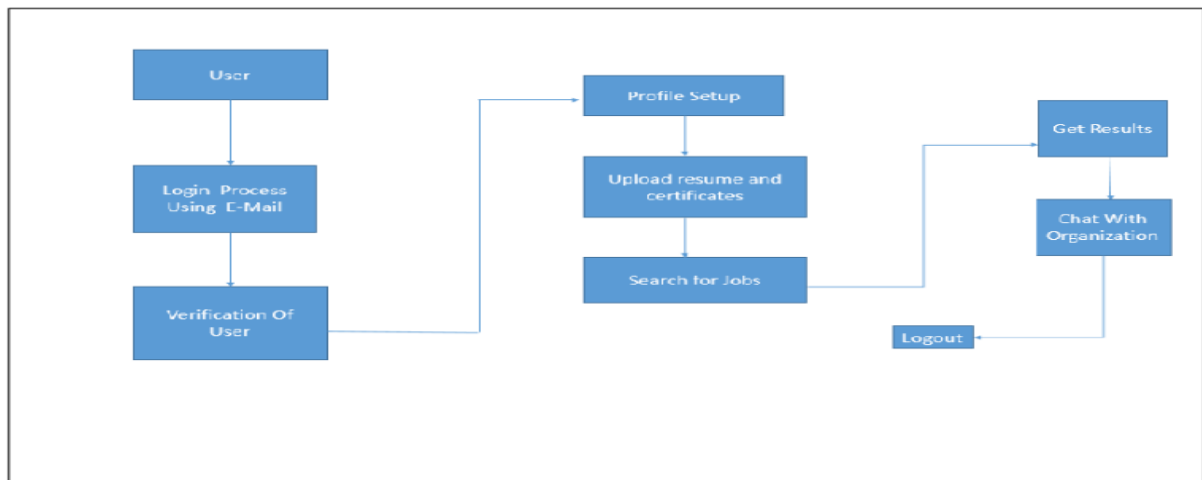 User
Login Process
Using E-Mail
Verification Of
User
Profile Setup
Upload resume and
certificates
Search for Jobs
Get Results
Chat With
Organization
Logout